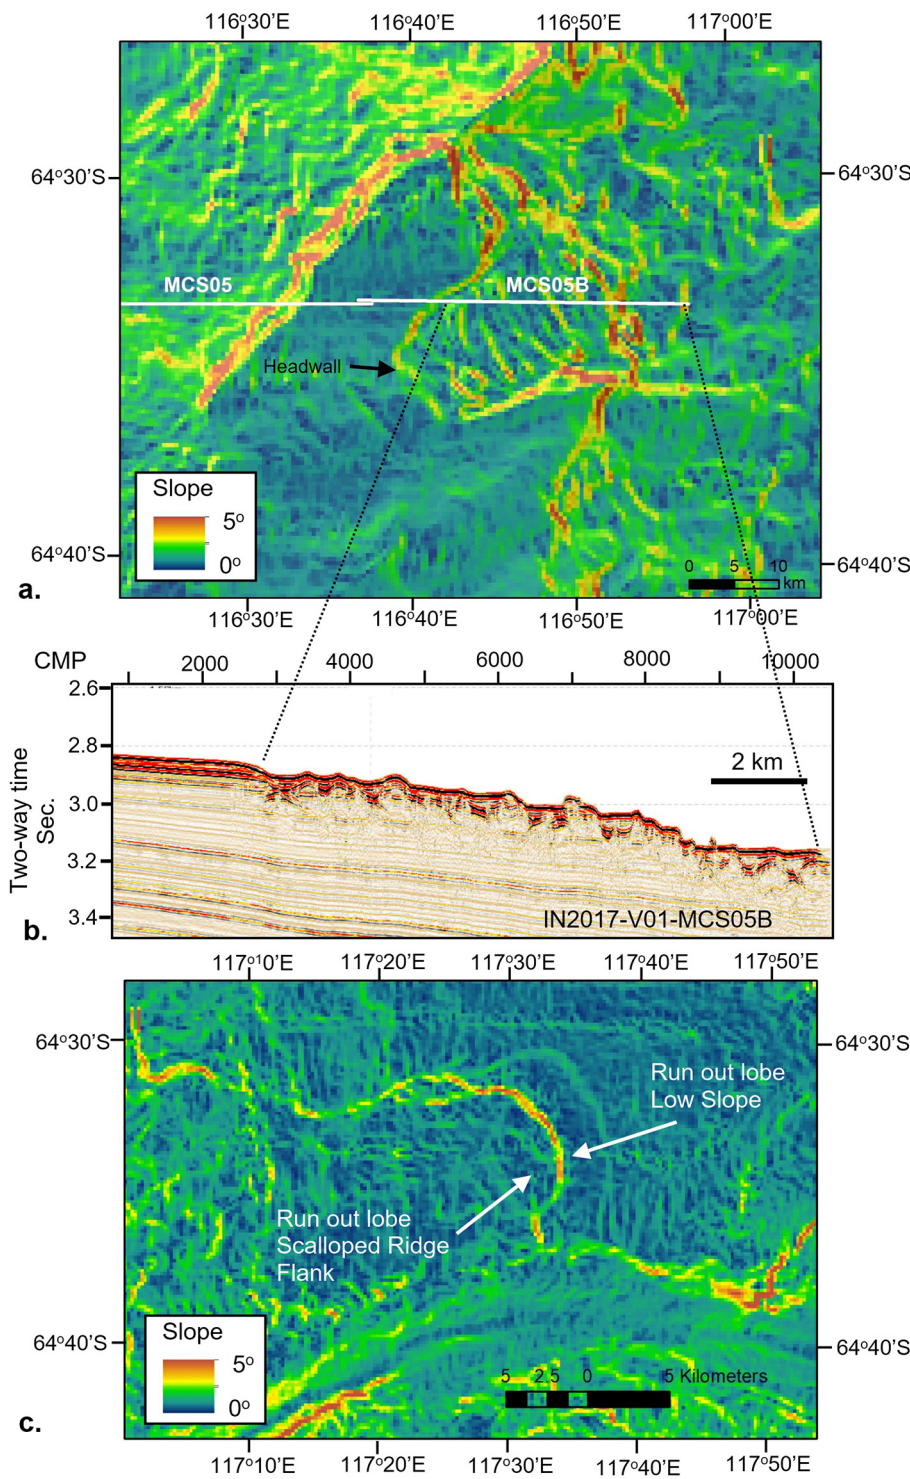 116°30'E 116°40'E 116°50'E 117°00'E
64°30'S 64°30'S
MCS05 MCS05B
Headwall
Slope
5°
0°
64°40'S 64°40'S
0 5 10
km
a.
116°30'E 116°40'E 116°50'E 117°00'E
CMP 2000 4000 6000 8000 10000
2.6
2.8
2 km
3.0
3.2
3.4
Two-way time
Sec.
IN2017-V01-MCS05B
b.
117°10'E 117°20'E 117°30'E 117°40'E 117°50'E
64°30'S 64°30'S
Run out lobe
Low Slope
Run out lobe
Scalloped Ridge
Flank
Slope
5°
0°
64°40'S 64°40'S
5 2.5 0 5 Kilometers
c.
117°10'E 117°20'E 117°30'E 117°40'E 117°50'E